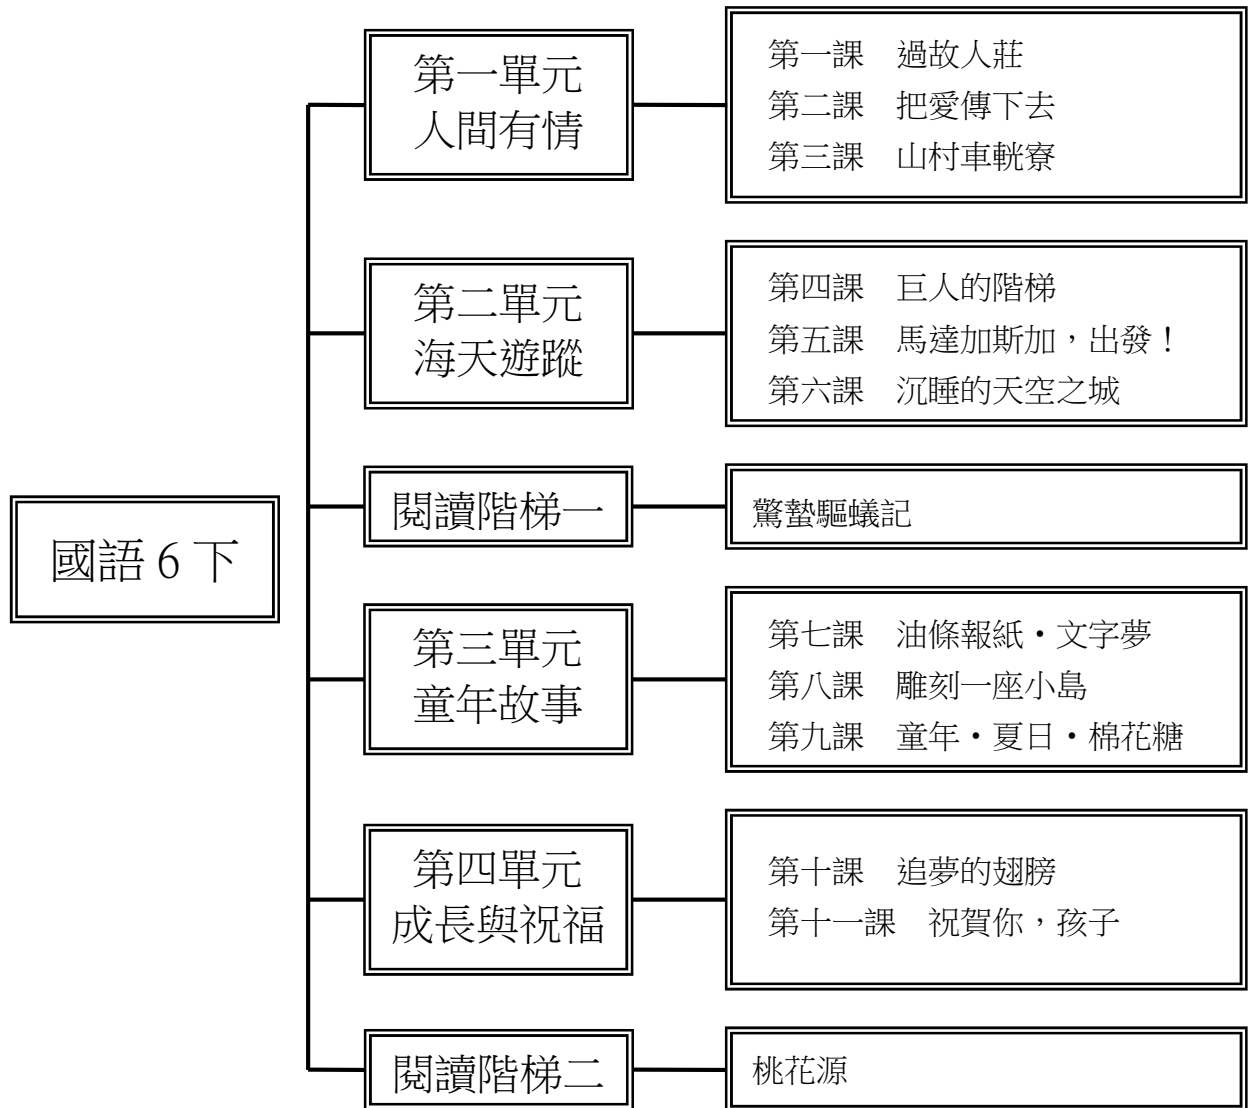 國語 6 下
第一單元
人間有情
第一課　過故人莊
第二課　把愛傳下去
第三課　山村車輄寮
第二單元
海天遊蹤
第四課　巨人的階梯
第五課　馬達加斯加，出發！
第六課　沉睡的天空之城
閱讀階梯一
驚蟄驅蟻記
第三單元
童年故事
第七課　油條報紙・文字夢
第八課　雕刻一座小島
第九課　童年・夏日・棉花糖
第四單元
成長與祝福
第十課　追夢的翅膀
第十一課　祝賀你，孩子
閱讀階梯二
桃花源